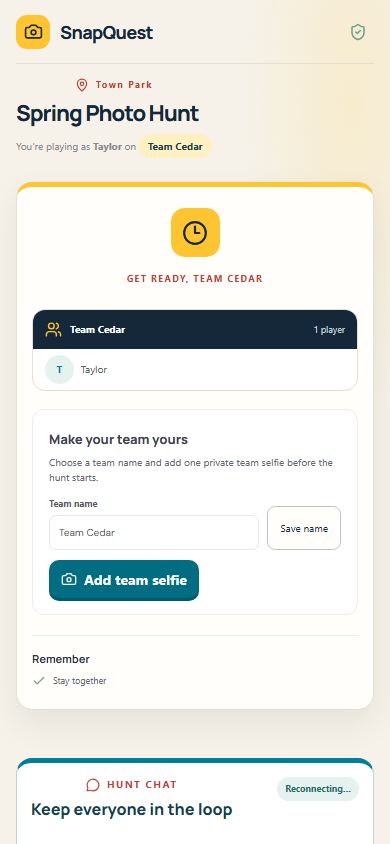 SnapQuest
Town Park
Spring Photo Hunt
You're playing as Taylor on Team Cedar
GET READY, TEAM CEDAR
Team Cedar 1 player
T Taylor
Make your team yours
Choose a team name and add one private team selfie before the
hunt starts.
Team name
Team Cedar
Save name
Add team selfie
Remember
Stay together
HUNT CHAT
Reconnecting...
Keep everyone in the loop